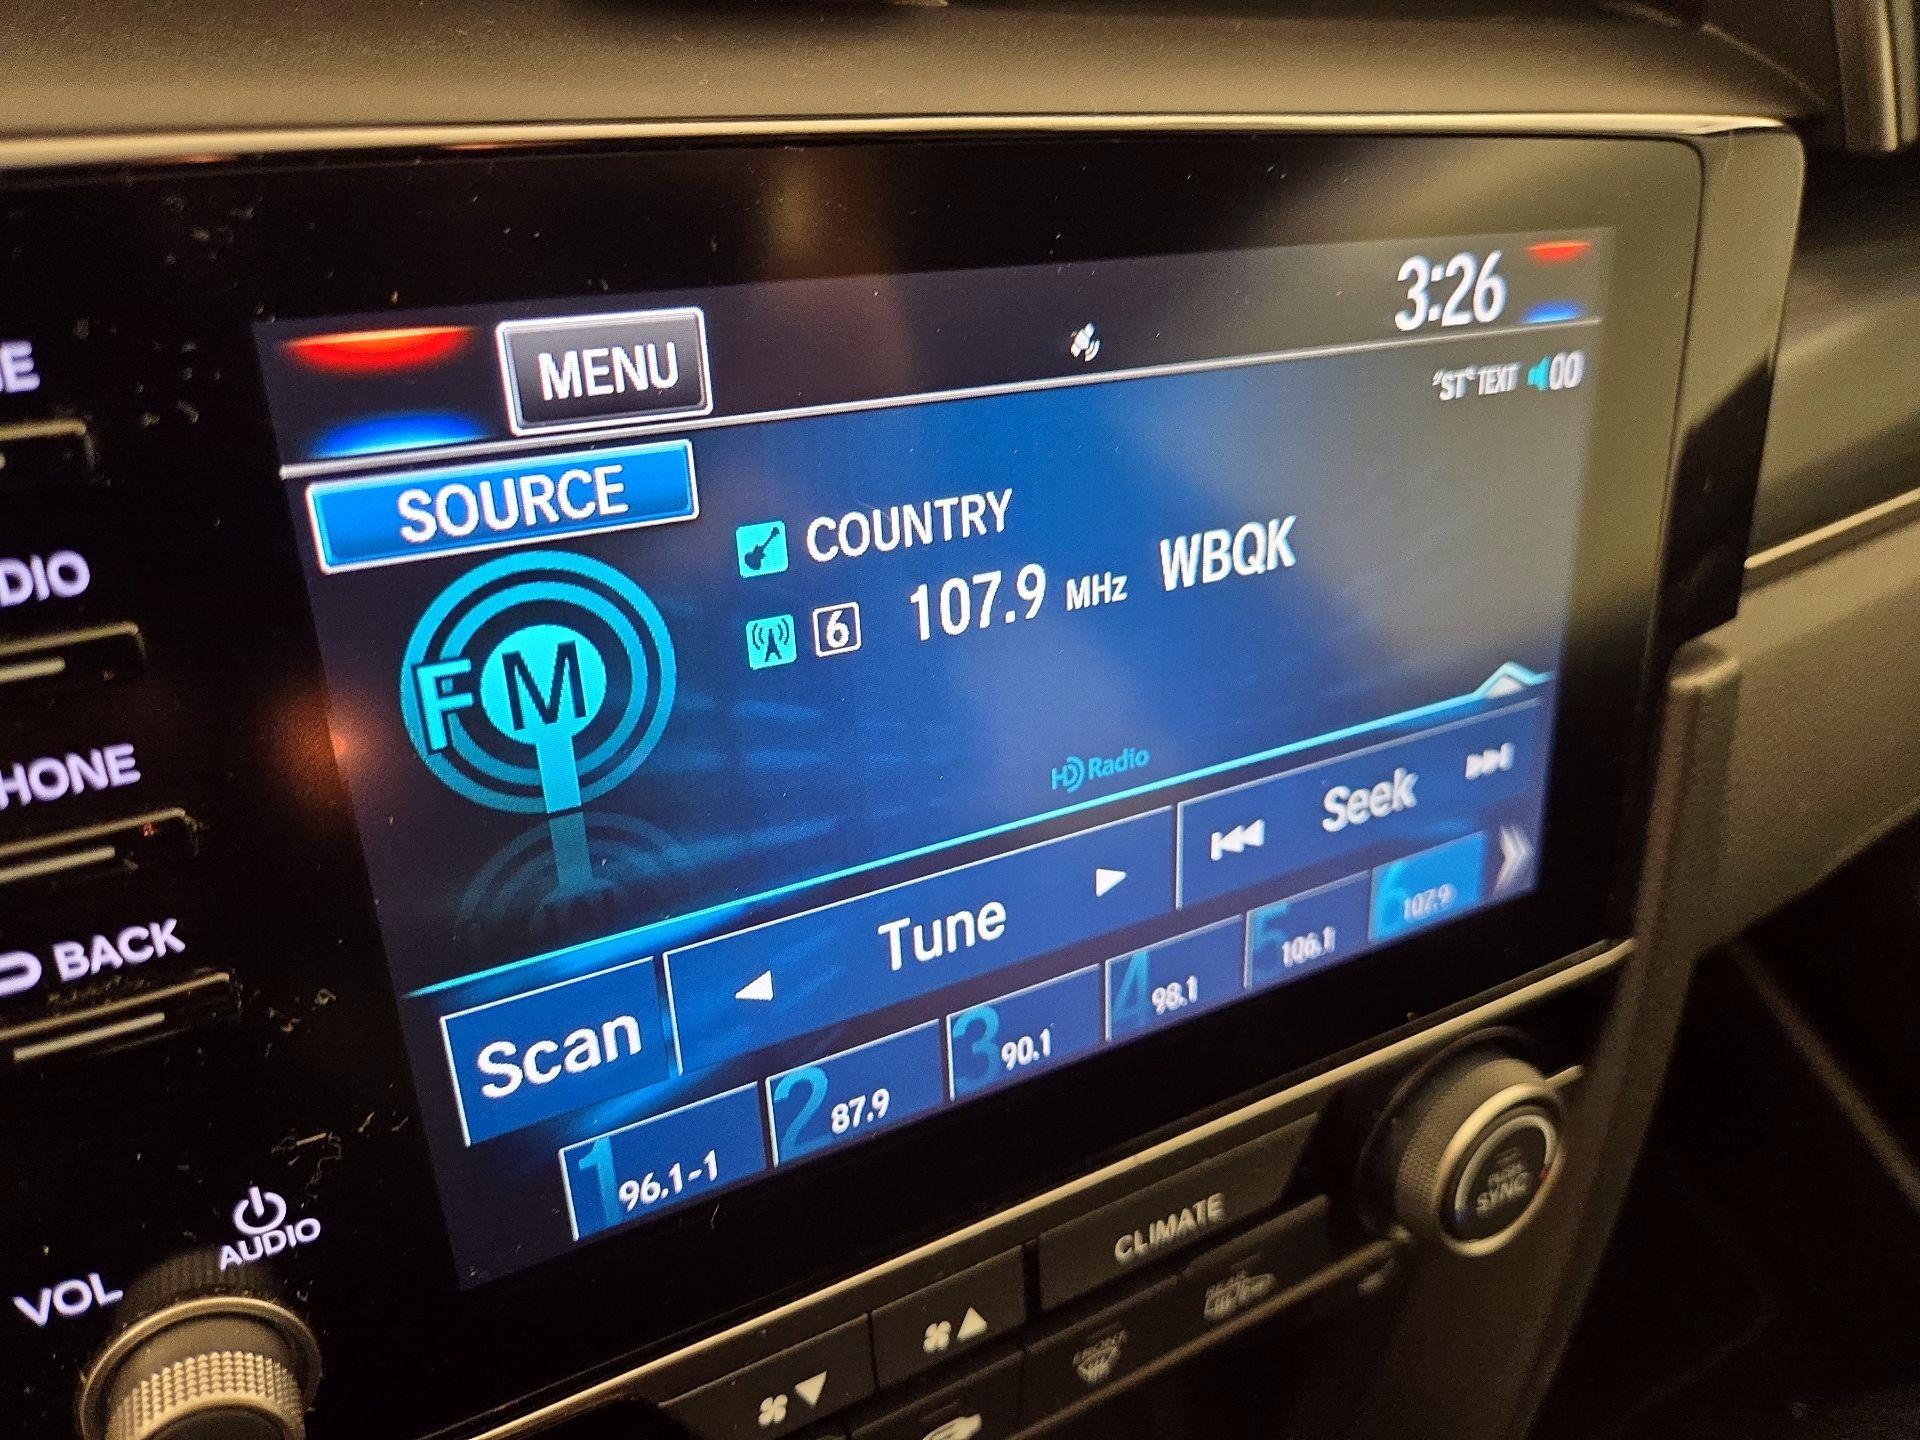 MENU
3:26
"ST" TEXT 00
SOURCE
COUNTRY
6 107.9 MHz WBQK
FM
HD Radio
Scan
Tune
Seek
1 96.1-1
2 87.9
3 90.1
4 98.1
5 106.1
6 107.9
DIO
HONE
BACK
VOL
AUDIO
CLIMATE
SYNC